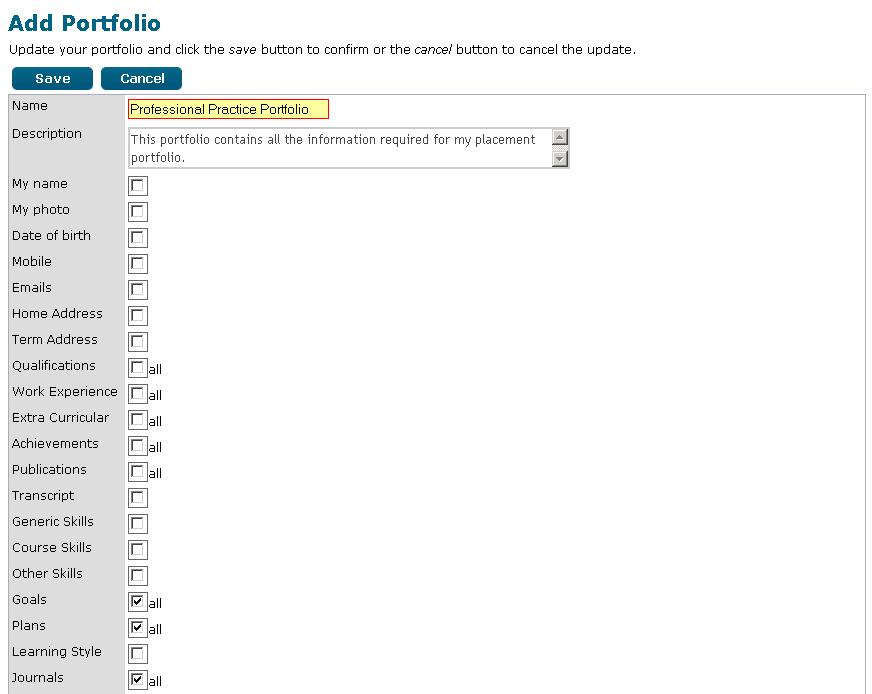 Add Portfolio
Update your portfolio and click the save button to confirm or the cancel button to cancel the update.
Save Cancel
Name Professional Practice Portfolio
Description This portfolio contains all the information required for my placement
portfolio.
My name
My photo
Date of birth
Mobile
Emails
Home Address
Term Address
Qualifications all
Work Experience all
Extra Curricular all
Achievements all
Publications all
Transcript
Generic Skills
Course Skills
Other Skills
Goals all
Plans all
Learning Style
Journals all